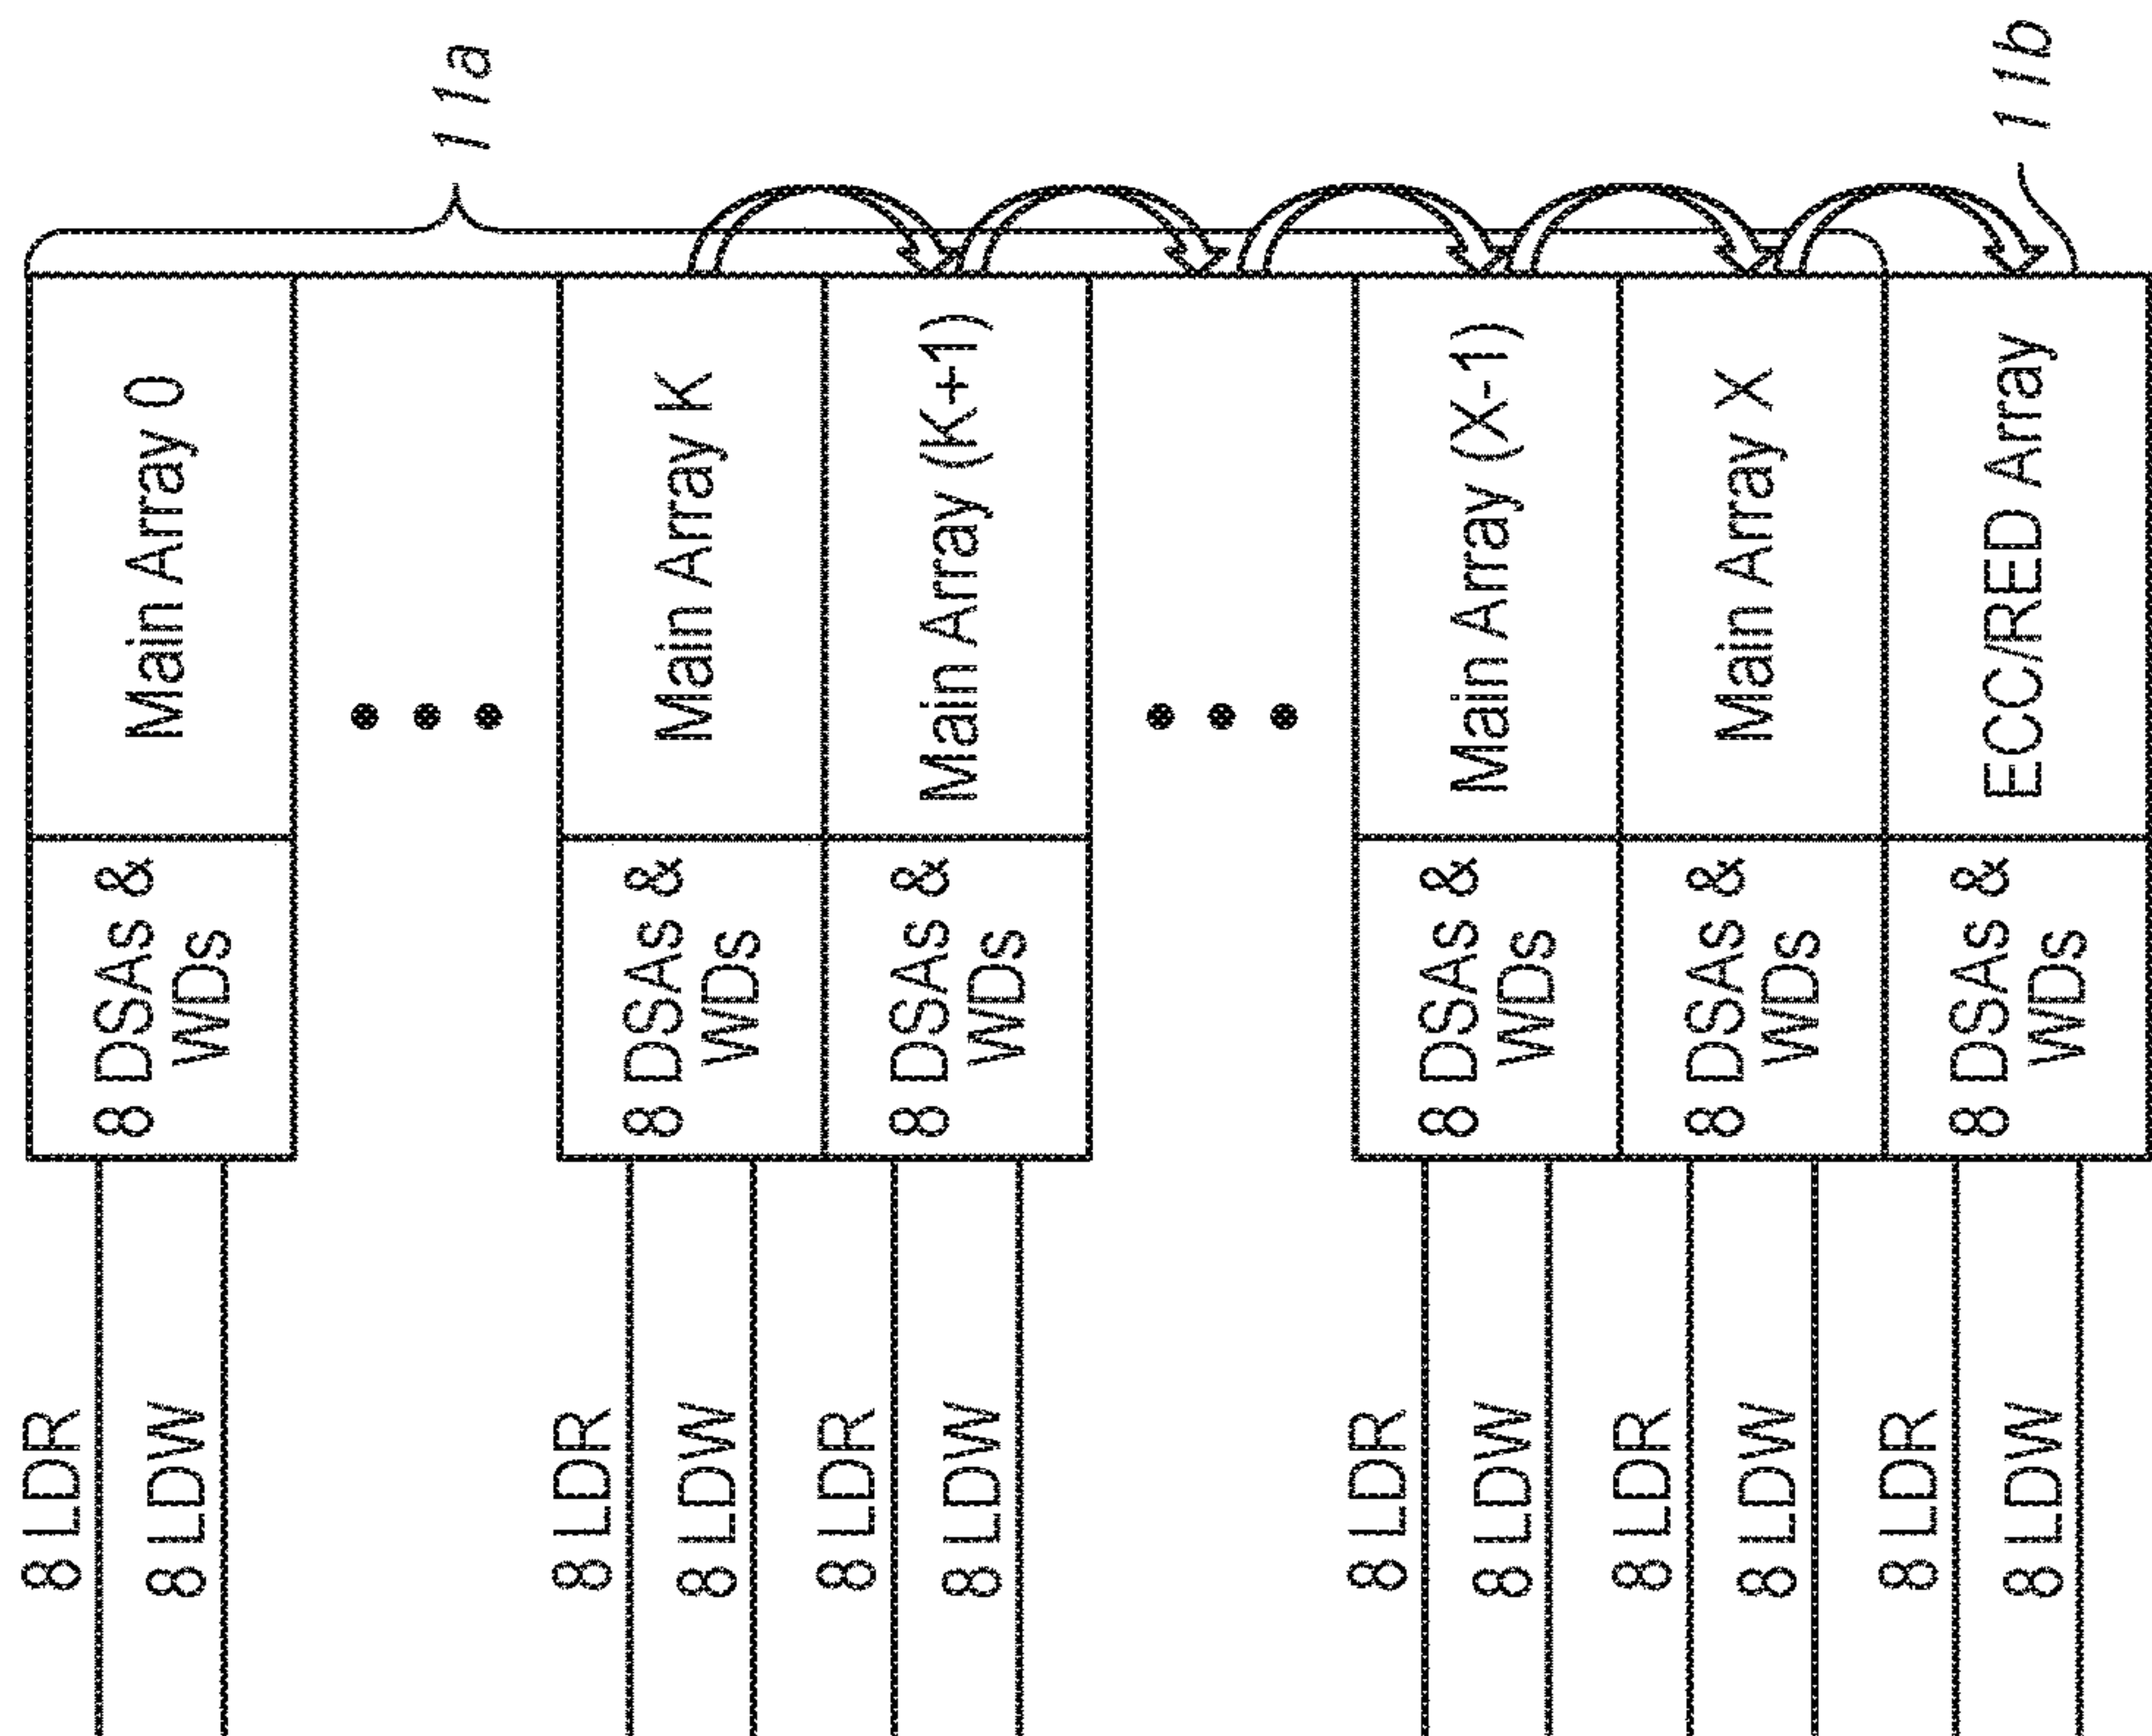 11a
11b
Main Array 0
Main Array K
Main Array (K+1)
Main Array (X-1)
Main Array X
ECC/RED Array
8 DSAs &
WDs
8 DSAs &
WDs
8 DSAs &
WDs
8 DSAs &
WDs
8 DSAs &
WDs
8 DSAs &
WDs
8 LDR
8 LDW
8 LDR
8 LDW
8 LDR
8 LDW
8 LDR
8 LDW
8 LDR
8 LDW
8 LDR
8 LDW